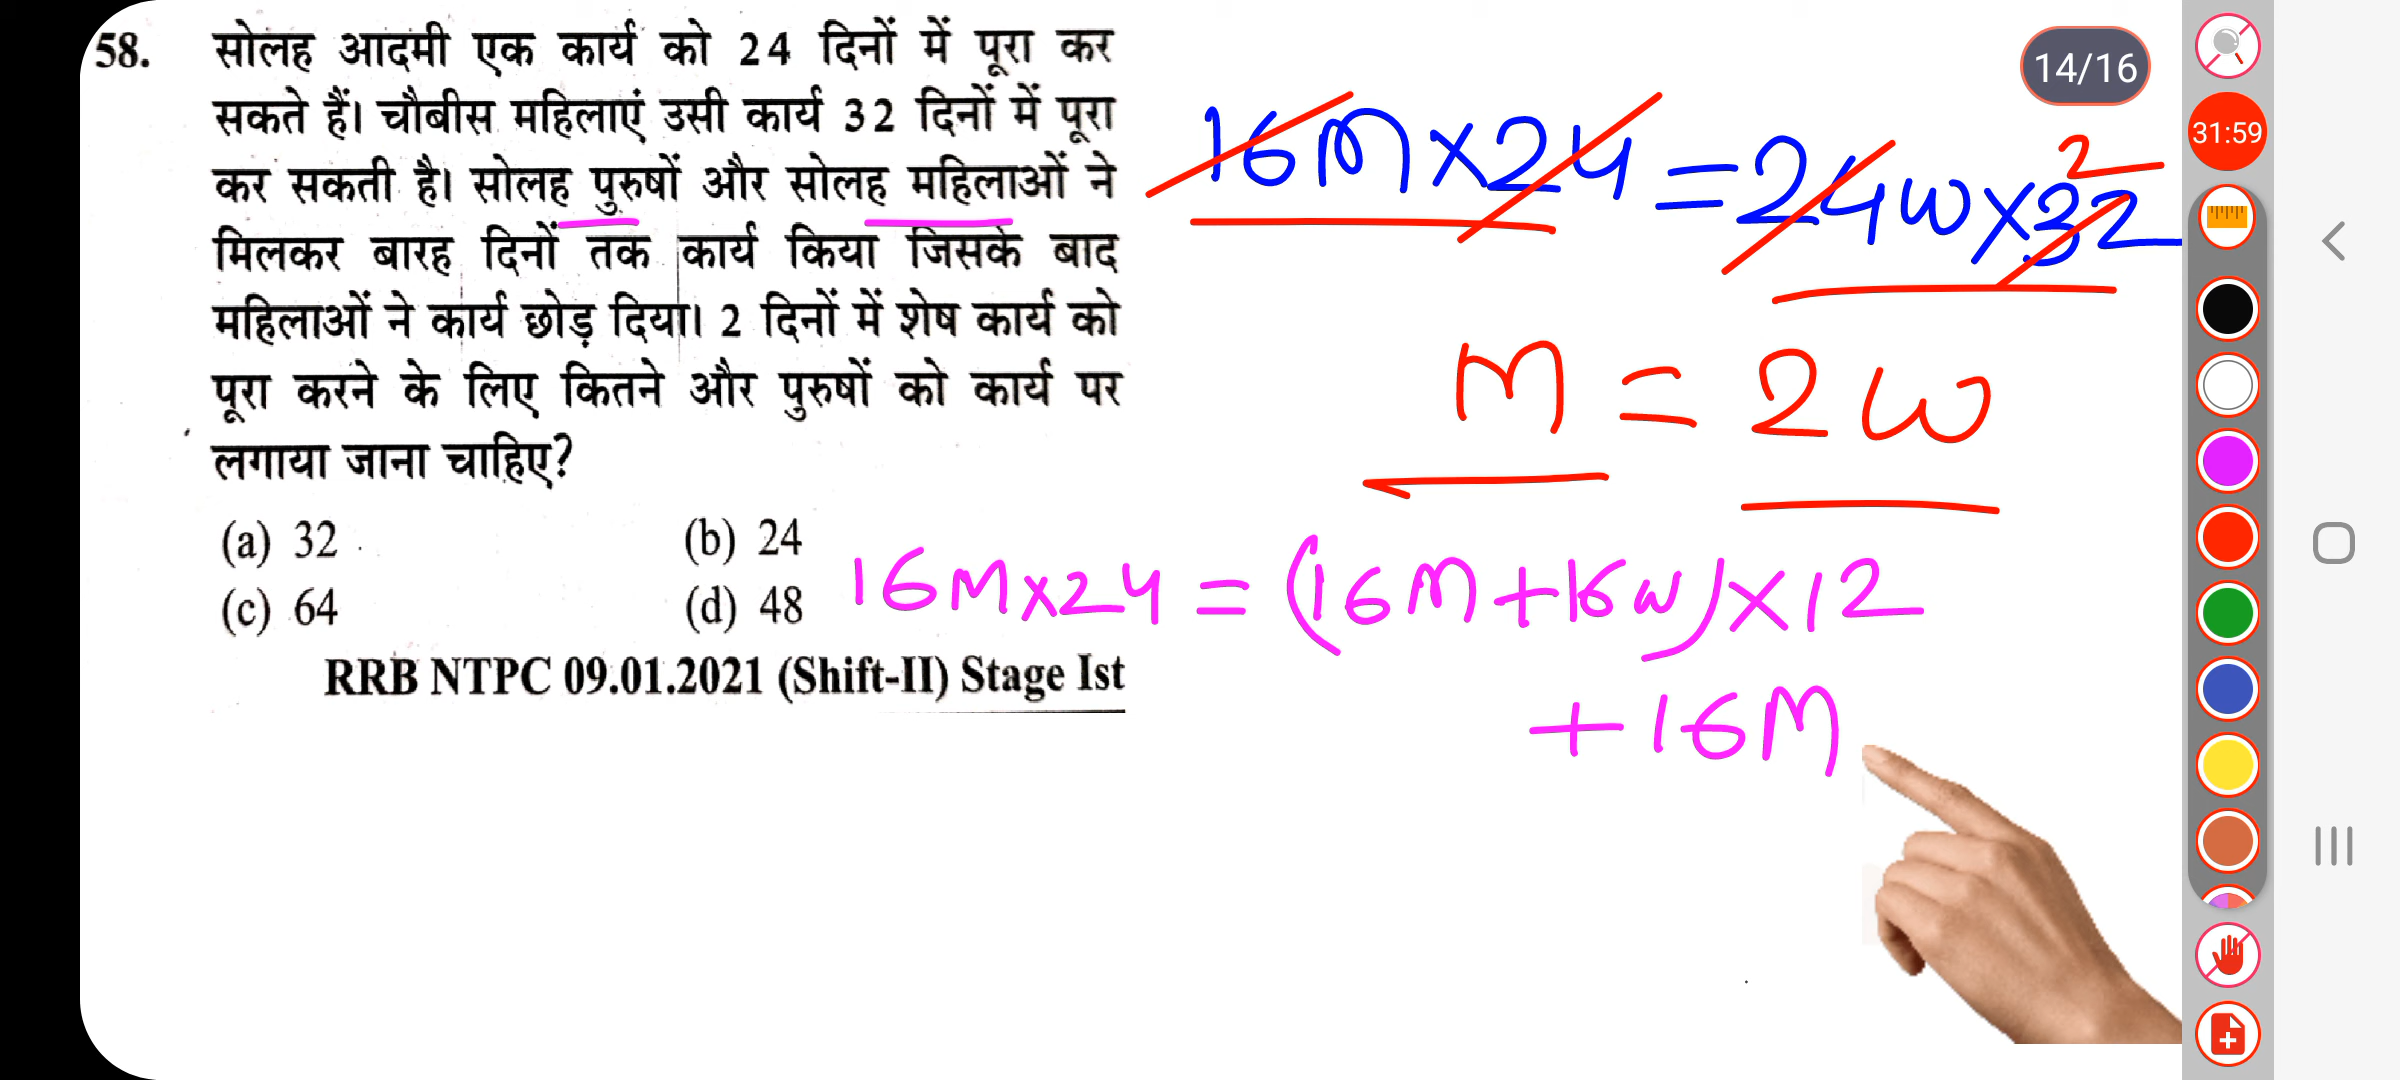 58. सोलह आदमी एक कार्य को 24 दिनों में पूरा कर
सकते हैं। चौबीस महिलाएं उसी कार्य 32 दिनों में पूरा
कर सकती है। सोलह पुरुषों और सोलह महिलाओं ने
मिलकर बारह दिनों तक कार्य किया जिसके बाद
महिलाओं ने कार्य छोड़ दिया। 2 दिनों में शेष कार्य को
पूरा करने के लिए कितने और पुरुषों को कार्य पर
लगाया जाना चाहिए?
(a) 32 (b) 24
(c) 64 (d) 48
RRB NTPC 09.01.2021 (Shift-II) Stage Ist
14/16
31:59
16M×24=24W×32
2
M = 2W
16M×24 = (16M+16W)×12
+16M